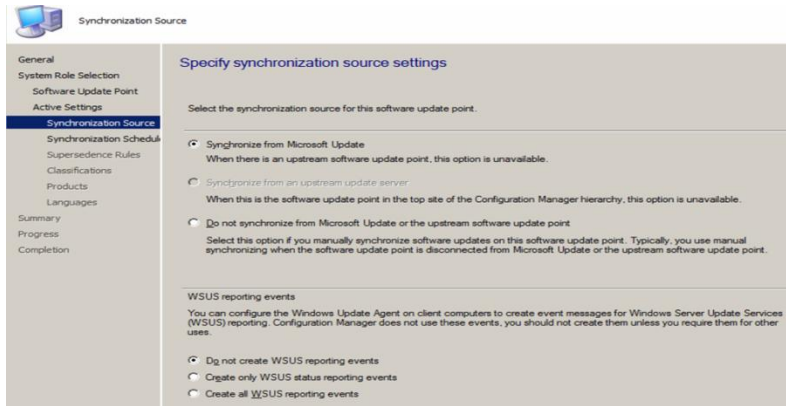 Synchronization Source
General
System Role Selection
Software Update Point
Active Settings
Synchronization Source
Synchronization Schedul
Supersedence Rules
Classifications
Products
Languages
Summary
Progress
Completion
Specify synchronization source settings
Select the synchronization source for this software update point.
Synchronize from Microsoft Update
When there is an upstream software update point, this option is unavailable.
Synchronize from an upstream update server
When this is the software update point in the top site of the Configuration Manager hierarchy, this option is unavailable.
Do not synchronize from Microsoft Update or the upstream software update point
Select this option if you manually synchronize software updates on this software update point. Typically, you use manual
synchronizing when the software update point is disconnected from Microsoft Update or the upstream software update point.
WSUS reporting events
You can configure the Windows Update Agent on client computers to create event messages for Windows Server Update Services
(WSUS) reporting. Configuration Manager does not use these events, you should not create them unless you require them for other
uses.
Do not create WSUS reporting events
Create only WSUS status reporting events
Create all WSUS reporting events